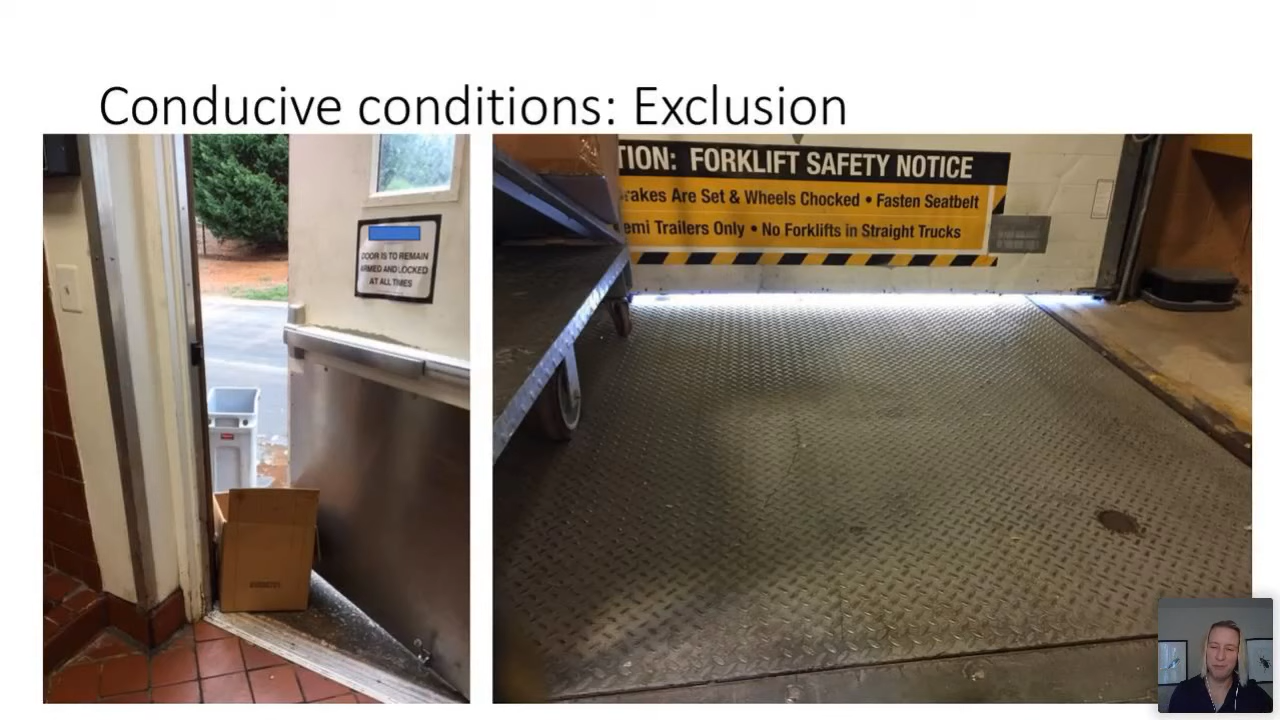 Conducive conditions: Exclusion
DOOR IS TO REMAIN
ARMED AND LOCKED
AT ALL TIMES
TION: FORKLIFT SAFETY NOTICE
rakes Are Set & Wheels Chocked • Fasten Seatbelt
emi Trailers Only • No Forklifts in Straight Trucks